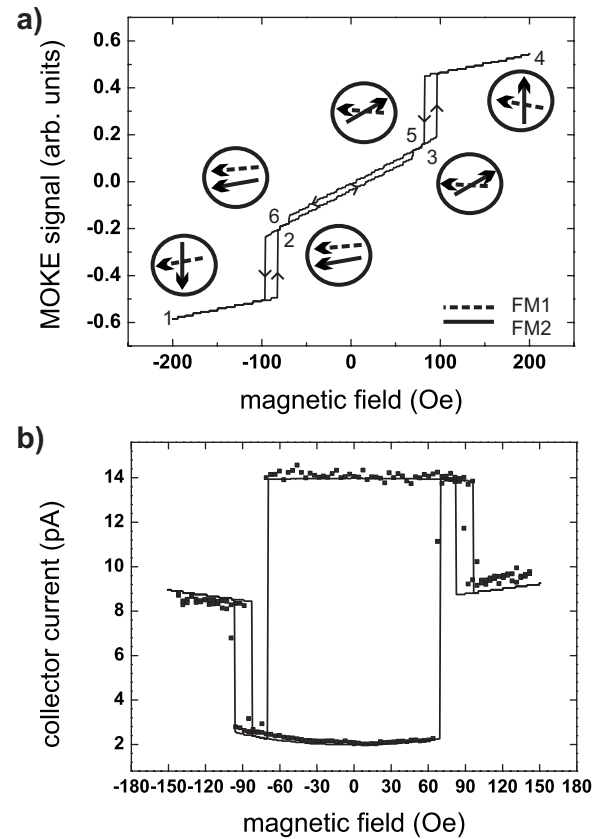 a)
MOKE signal (arb. units)
0.6
0.4
0.2
0.0
-0.2
-0.4
-0.6
4
5
3
6
2
1
FM1
FM2
-200 -100 0 100 200
magnetic field (Oe)
b)
collector current (pA)
14
12
10
8
6
4
2
-180 -150 -120 -90 -60 -30 0 30 60 90 120 150 180
magnetic field (Oe)